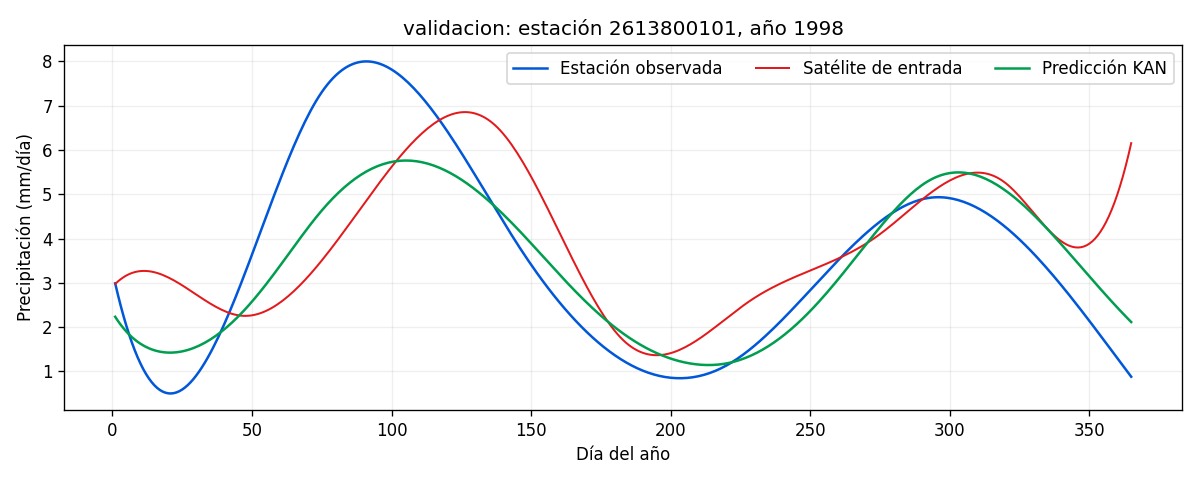 validacion: estación 2613800101, año 1998
Estación observada
Satélite de entrada
Predicción KAN
Precipitación (mm/día)
8
7
6
5
4
3
2
1
0
50
100
150
200
250
300
350
Día del año